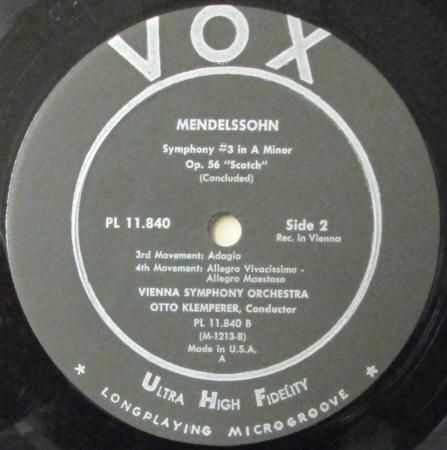 VOX
MENDELSSOHN
Symphony #3 in A Minor
Op. 56 "Scotch"
(Concluded)
PL 11.840
Side 2
Rec. in Vienna
3rd Movement: Adagio
4th Movement: Allegro Vivacissimo -
Allegro Maestoso
VIENNA SYMPHONY ORCHESTRA
OTTO KLEMPERER, Conductor
PL 11.840 B
(M-1213-B)
Made in U.S.A.
A
ULTRA HIGH FIDELITY
* LONGPLAYING MICROGROOVE *